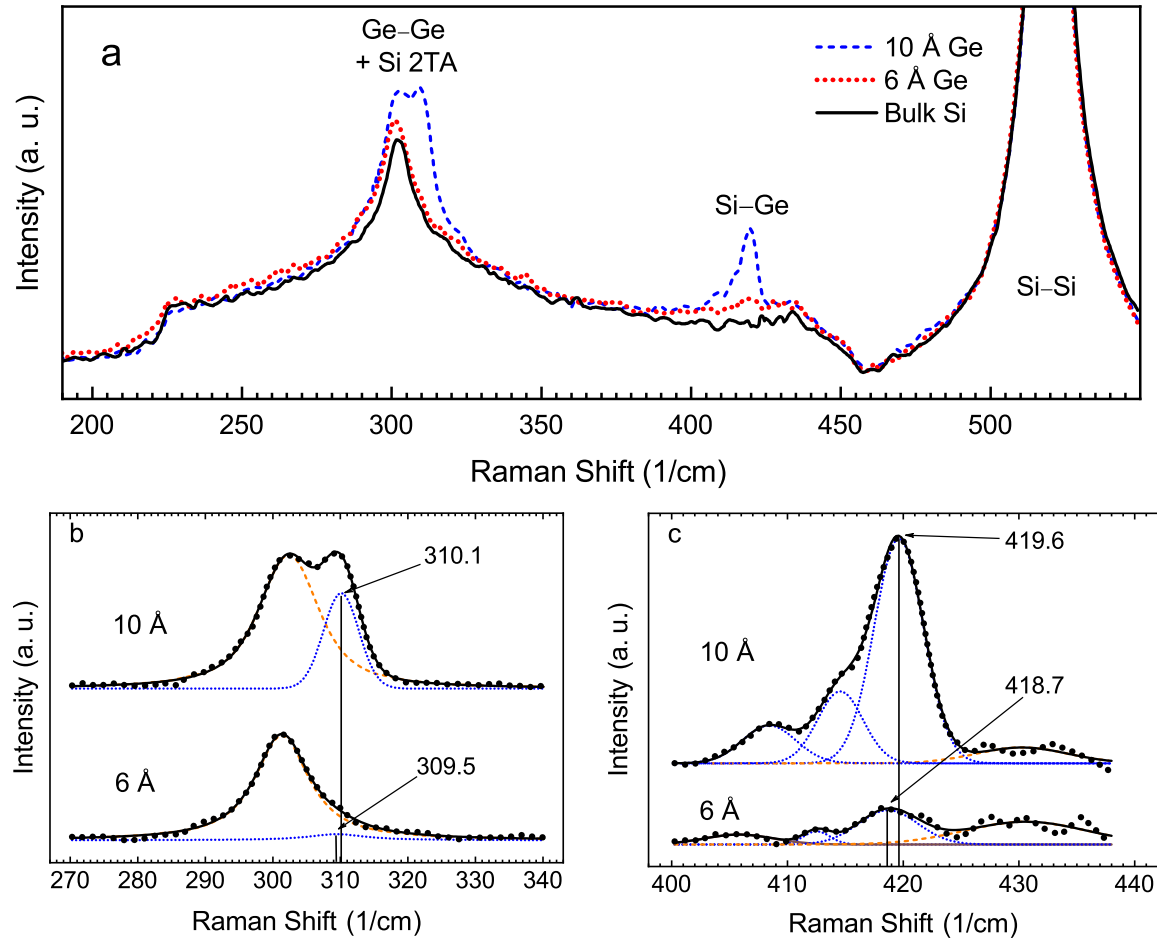 a
Ge–Ge
+ Si 2TA
10 Å Ge
6 Å Ge
Bulk Si
Si–Ge
Si–Si
Intensity (a. u.)
200 250 300 350 400 450 500
Raman Shift (1/cm)
b
310.1
10 Å
309.5
6 Å
Intensity (a. u.)
270 280 290 300 310 320 330 340
Raman Shift (1/cm)
c
419.6
10 Å
418.7
6 Å
Intensity (a. u.)
400 410 420 430 440
Raman Shift (1/cm)